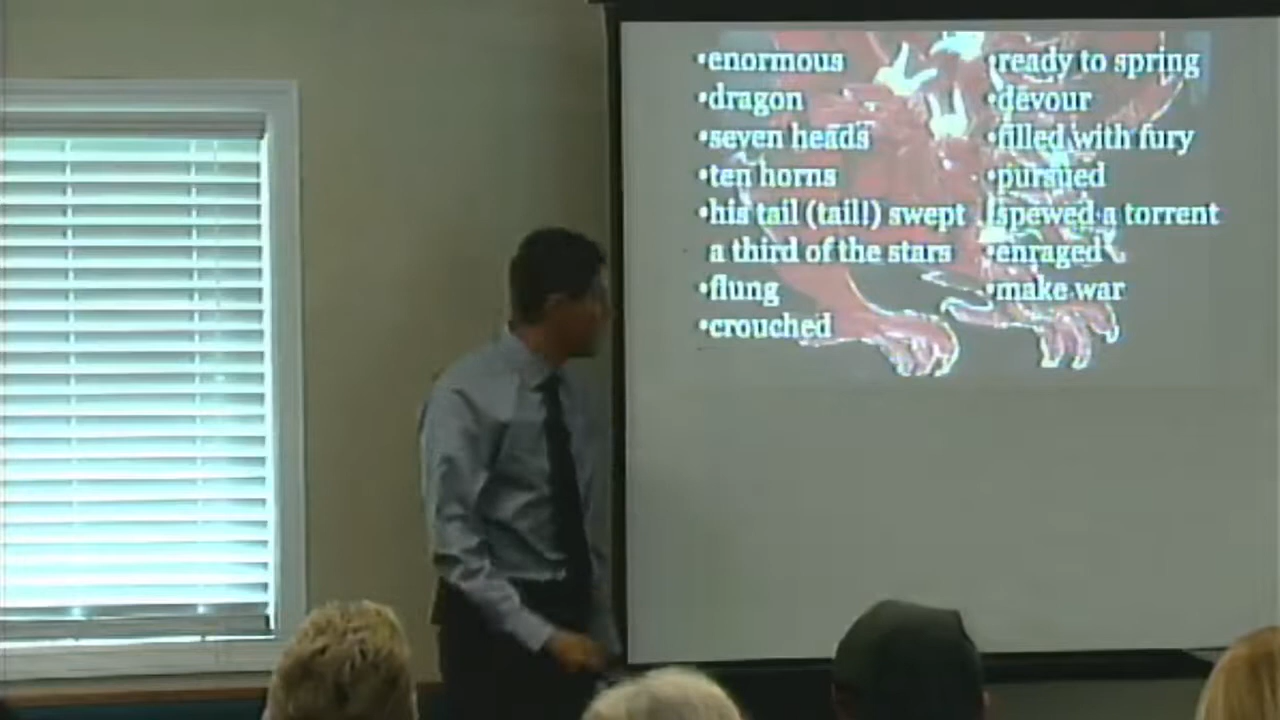 •enormous
•dragon
•seven heads
•ten horns
•his tail (tail!) swept
a third of the stars
•flung
•crouched
•ready to spring
•devour
•filled with fury
•pursued
•spewed a torrent
•enraged
•make war